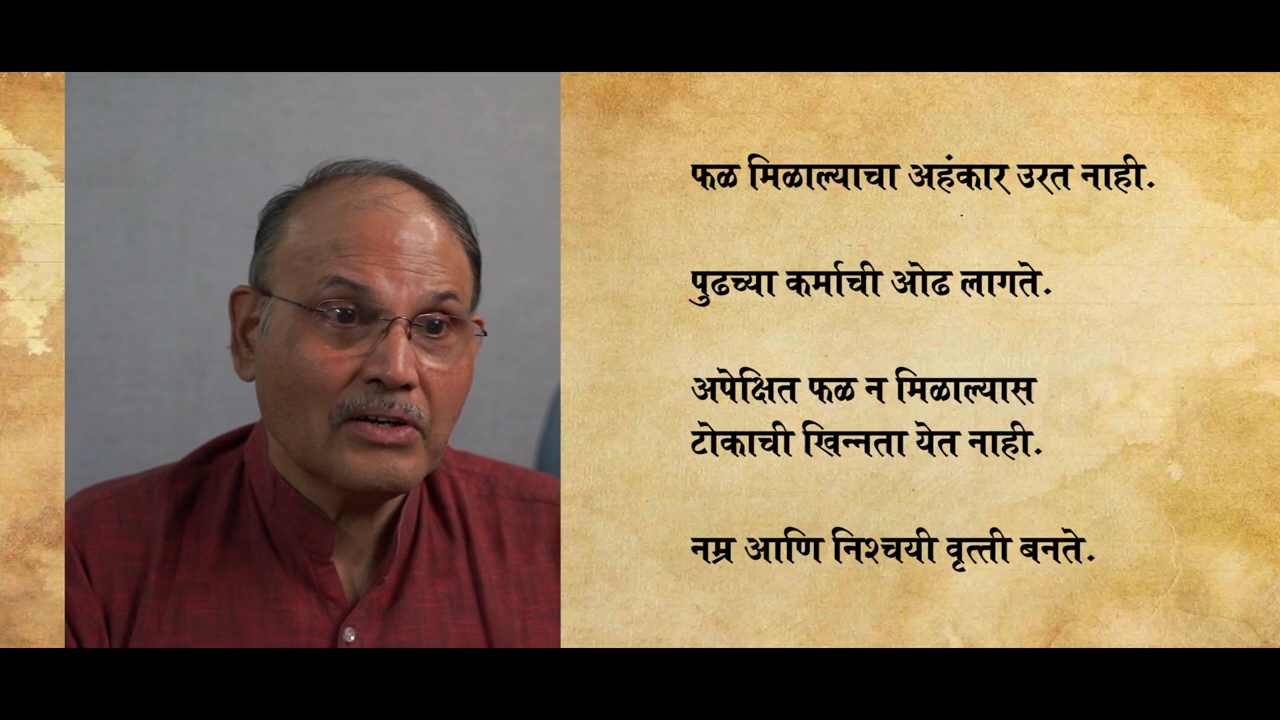 फळ मिळाल्याचा अहंकार उरत नाही.
पुढच्या कर्माची ओढ लागते.
अपेक्षित फळ न मिळाल्यास
टोकाची खिन्नता येत नाही.
नम्र आणि निश्चयी वृत्ती बनते.